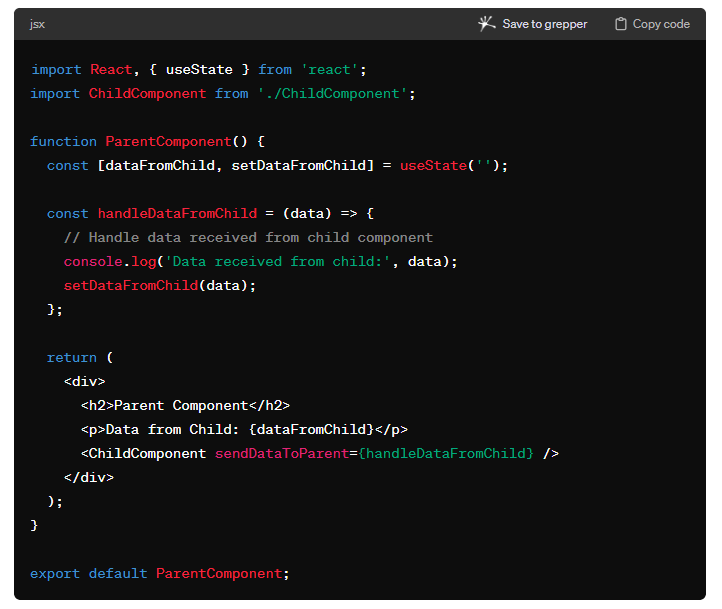 jsx
Save to grepper
Copy code
import React, { useState } from 'react';
import ChildComponent from './ChildComponent';
function ParentComponent() {
const [dataFromChild, setDataFromChild] = useState('');
const handleDataFromChild = (data) => {
// Handle data received from child component
console.log('Data received from child:', data);
setDataFromChild(data);
};
return (
<div>
<h2>Parent Component</h2>
<p>Data from Child: {dataFromChild}</p>
<ChildComponent sendDataToParent={handleDataFromChild} />
</div>
);
}
export default ParentComponent;